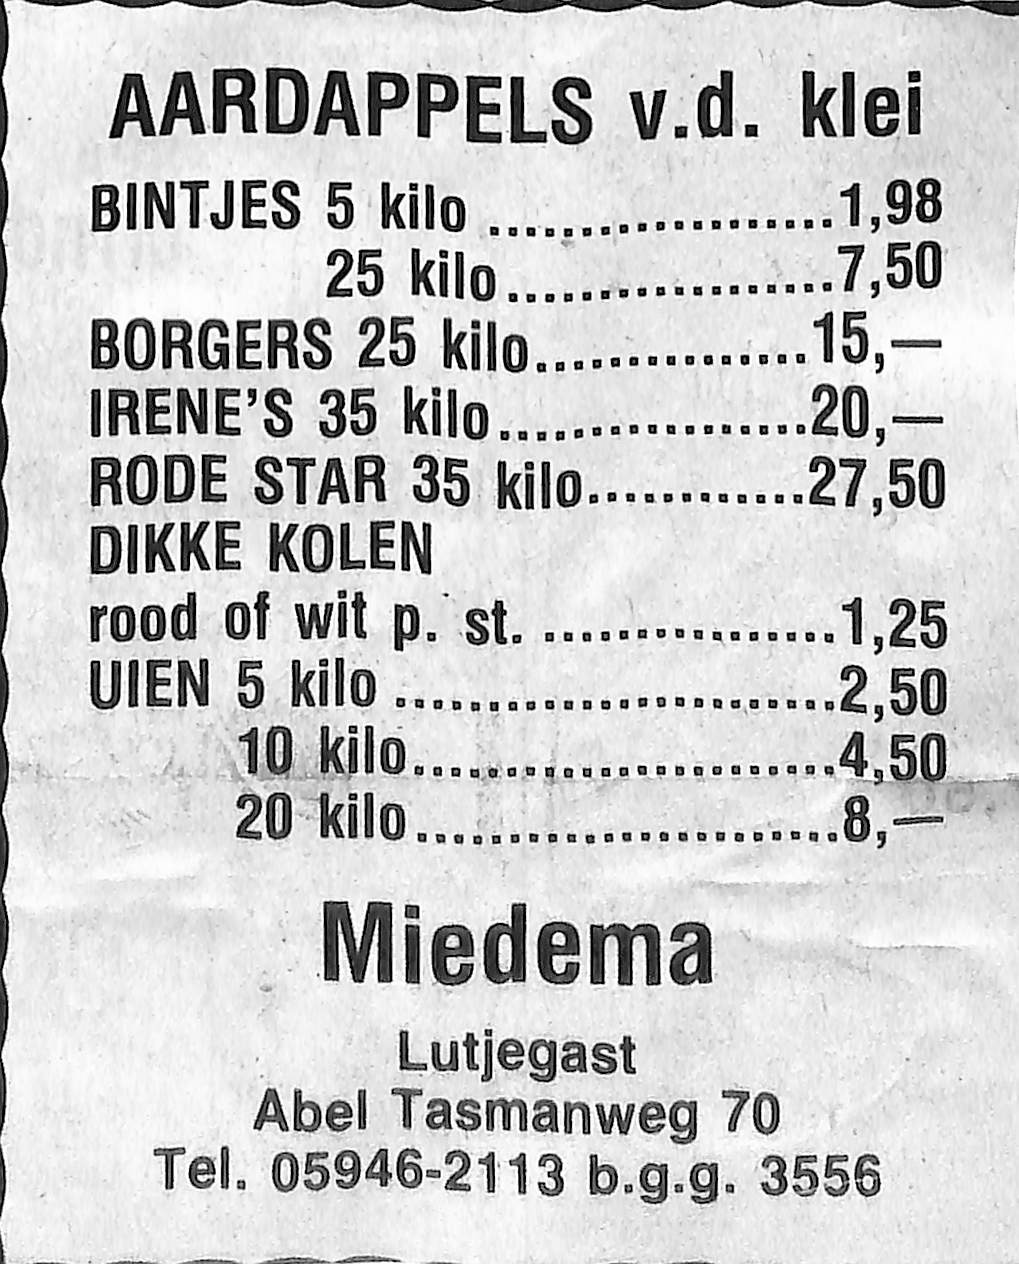 AARDAPPELS v.d. klei
BINTJES 5 kilo ...................1,98
25 kilo..................7,50
BORGERS 25 kilo...............15,—
IRENE'S 35 kilo.................20,—
RODE STAR 35 kilo............27,50
DIKKE KOLEN
rood of wit p. st. ................1,25
UIEN 5 kilo ........................2,50
10 kilo.......................4,50
20 kilo.......................8,—
Miedema
Lutjegast
Abel Tasmanweg 70
Tel. 05946-2113 b.g.g. 3556